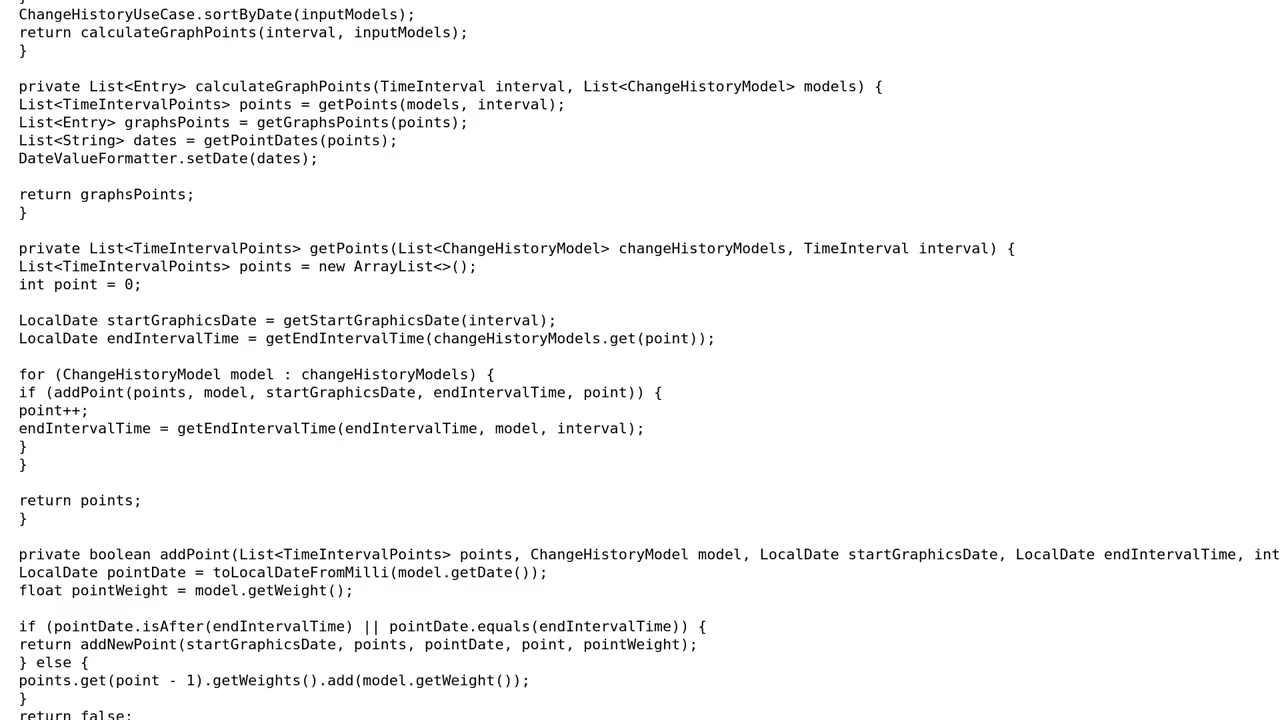 }
ChangeHistoryUseCase.sortByDate(inputModels);
return calculateGraphPoints(interval, inputModels);
}
private List<Entry> calculateGraphPoints(TimeInterval interval, List<ChangeHistoryModel> models) {
List<TimeIntervalPoints> points = getPoints(models, interval);
List<Entry> graphsPoints = getGraphsPoints(points);
List<String> dates = getPointDates(points);
DateValueFormatter.setDate(dates);
return graphsPoints;
}
private List<TimeIntervalPoints> getPoints(List<ChangeHistoryModel> changeHistoryModels, TimeInterval interval) {
List<TimeIntervalPoints> points = new ArrayList<>();
int point = 0;
LocalDate startGraphicsDate = getStartGraphicsDate(interval);
LocalDate endIntervalTime = getEndIntervalTime(changeHistoryModels.get(point));
for (ChangeHistoryModel model : changeHistoryModels) {
if (addPoint(points, model, startGraphicsDate, endIntervalTime, point)) {
point++;
endIntervalTime = getEndIntervalTime(endIntervalTime, model, interval);
}
}
return points;
}
private boolean addPoint(List<TimeIntervalPoints> points, ChangeHistoryModel model, LocalDate startGraphicsDate, LocalDate endIntervalTime, int
LocalDate pointDate = toLocalDateFromMilli(model.getDate());
float pointWeight = model.getWeight();
if (pointDate.isAfter(endIntervalTime) || pointDate.equals(endIntervalTime)) {
return addNewPoint(startGraphicsDate, points, pointDate, point, pointWeight);
} else {
points.get(point - 1).getWeights().add(model.getWeight());
}
return false;